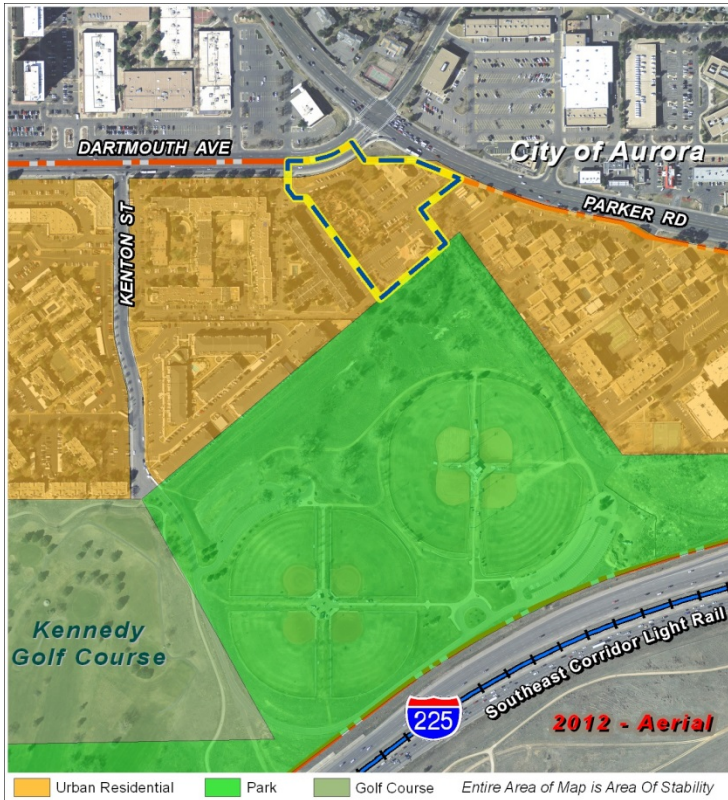 DARTMOUTH AVE
City of Aurora
PARKER RD
KENTON ST
Kennedy
Golf Course
Southeast Corridor Light Rail
225
2012 - Aerial
Urban Residential
Park
Golf Course
Entire Area of Map is Area Of Stability